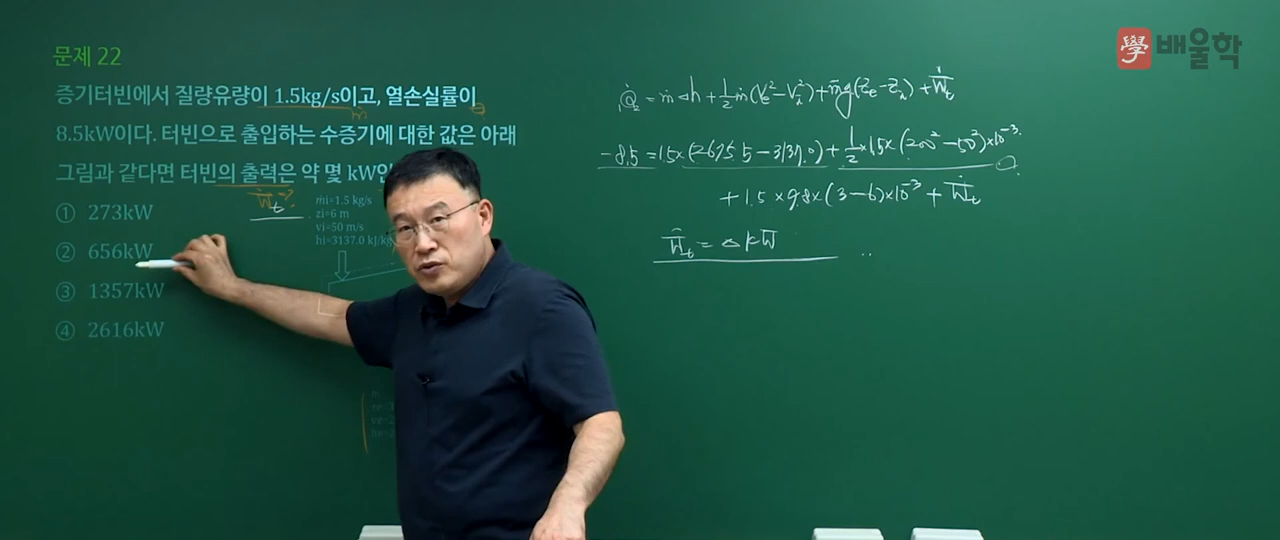 學 배울학
문제 22
증기터빈에서 질량유량이 1.5kg/s이고, 열손실률이
8.5kW이다. 터빈으로 출입하는 수증기에 대한 값은 아래
그림과 같다면 터빈의 출력은 약 몇 kW인
Ẇt=?
① 273kW
② 656kW
③ 1357kW
④ 2616kW
ṁi=1.5 kg/s
zi=6 m
vi=50 m/s
hi=3137.0 kJ/k
Q̇ = ṁ△h + ½ṁ(Ve²-Vi²)+ṁg(Ze-Zi)+Ẇt
-8.5=1.5×(2675.5-3137.0)+½×1.5×(200²-50²)×10⁻³
+1.5×9.8×(3-6)×10⁻³+Ẇt
Ẇt = △kW